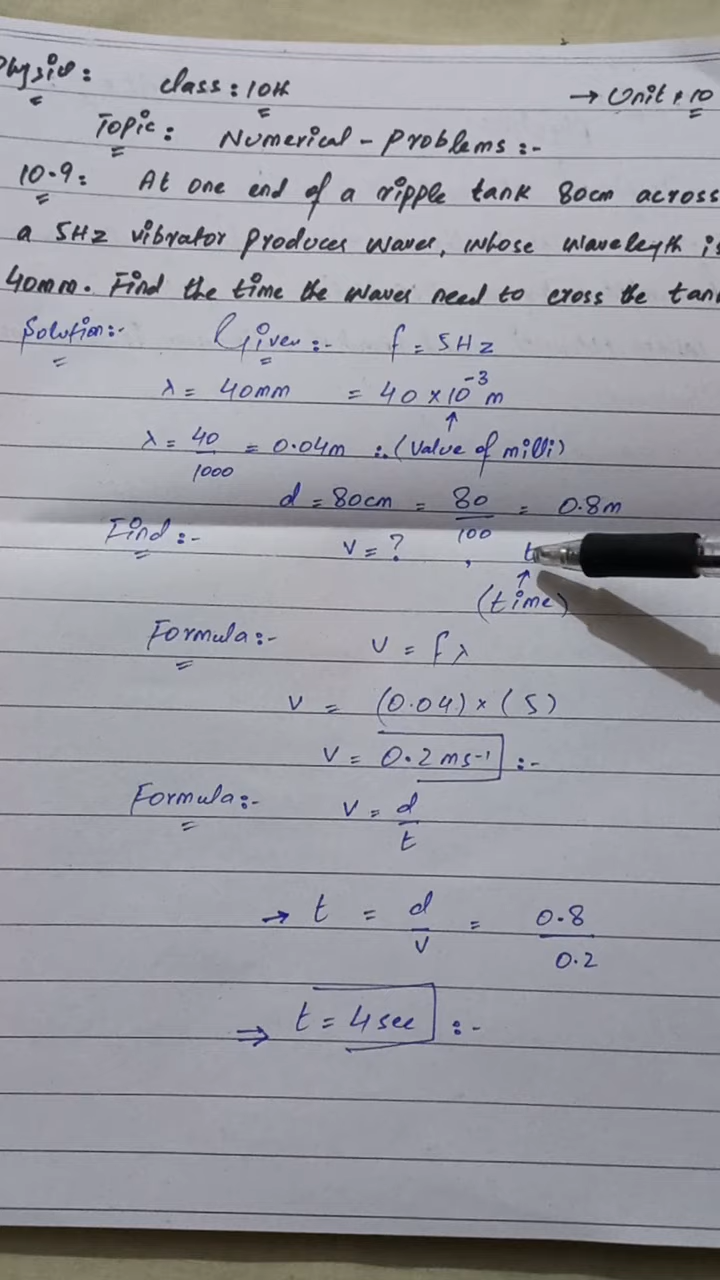 Physics: class: 10th → Unit # 10
Topic: Numerical-Problems :-
10.9: At one end of a ripple tank 80cm across
a 5Hz vibrator produces waves, whose wavelength is
40mm. Find the time the waves need to cross the tank
Solution:- Given :- f = 5Hz
λ = 40mm = 40 × 10⁻³ m
↑
λ = 40/1000 = 0.04m ∴ (Value of milli)
d = 80cm = 80/100 = 0.8m
Find :- v = ? , t
↑
(time)
Formula:- v = fλ
v = (0.04) × (5)
v = 0.2 ms⁻¹ :-
Formula:- v = d/t
→ t = d/v = 0.8/0.2
⇒ t = 4 sec :-